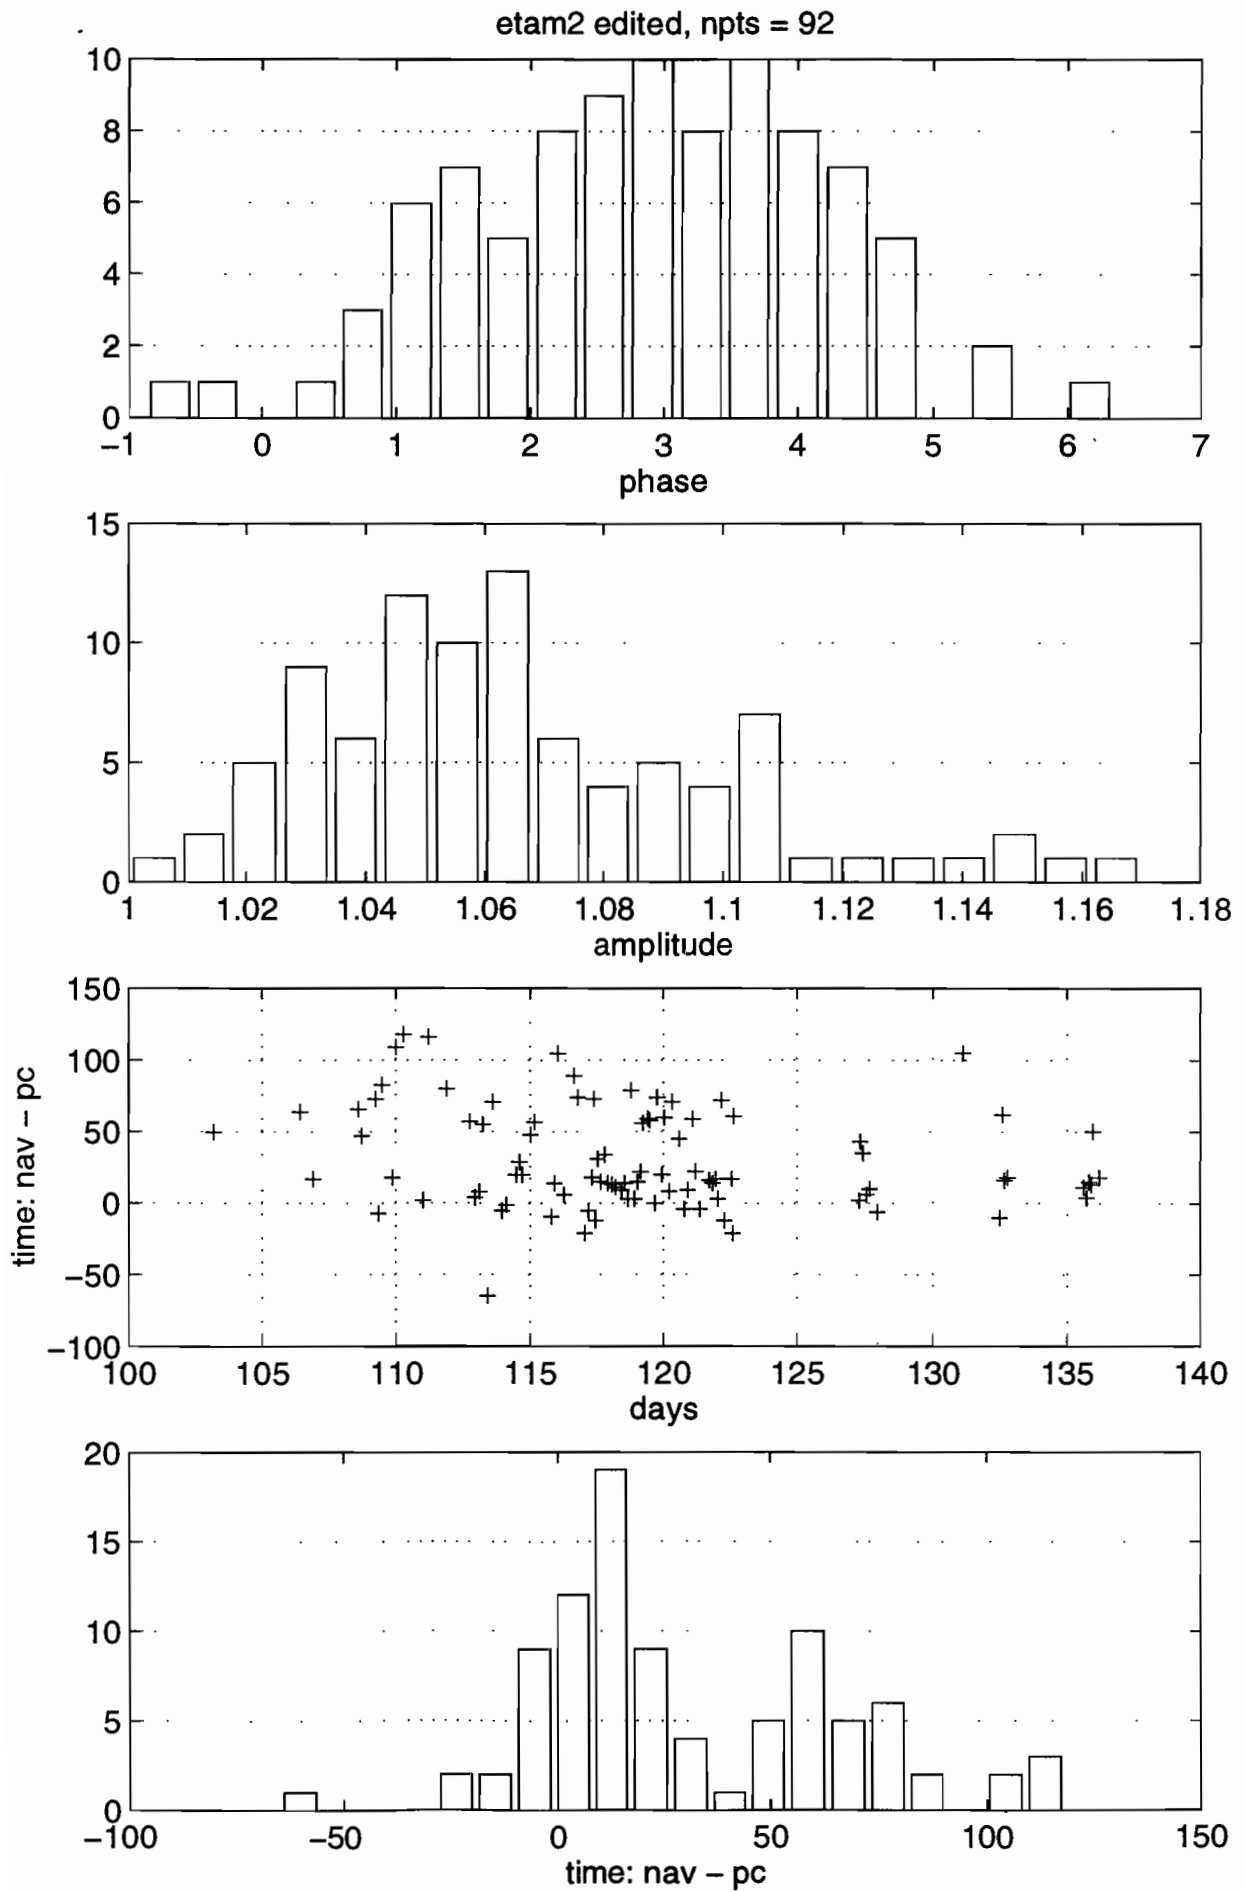 etam2 edited, npts = 92
10
8
6
4
2
0
−1 0 1 2 3 4 5 6 7
phase
15
10
5
0
1 1.02 1.04 1.06 1.08 1.1 1.12 1.14 1.16 1.18
amplitude
150
100
50
0
−50
−100
time: nav − pc
100 105 110 115 120 125 130 135 140
days
20
15
10
5
0
−100 −50 0 50 100 150
time: nav − pc